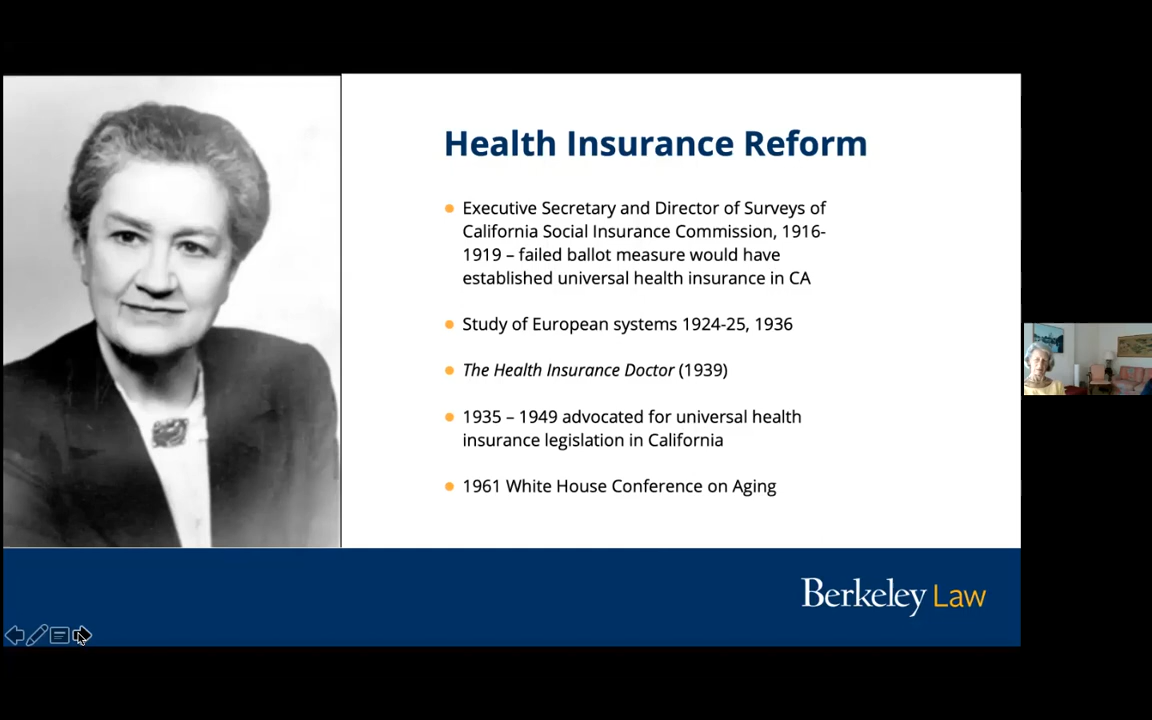 Health Insurance Reform
Executive Secretary and Director of Surveys of
California Social Insurance Commission, 1916-
1919 – failed ballot measure would have
established universal health insurance in CA
Study of European systems 1924-25, 1936
The Health Insurance Doctor (1939)
1935 – 1949 advocated for universal health
insurance legislation in California
1961 White House Conference on Aging
Berkeley Law